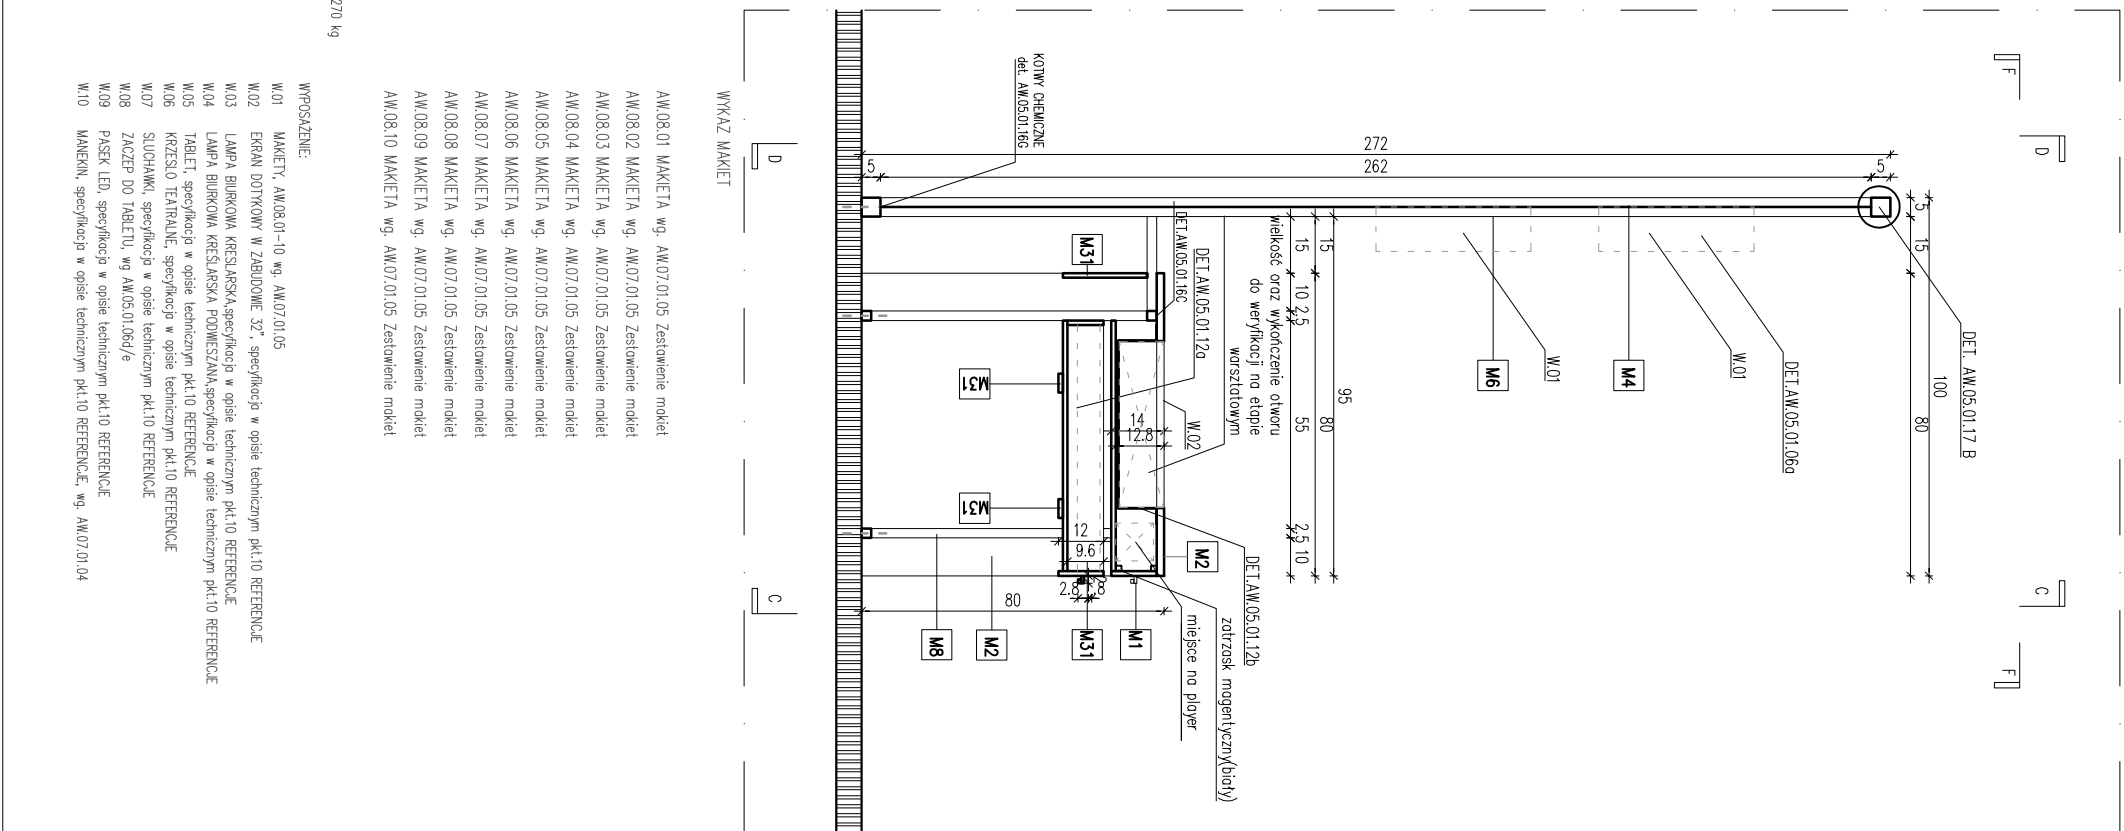 F
D
C
F
DET. AW.05.01.17 B
100
5
15
80
DET.AW.05.01.06a
W.01
M4
W.01
M6
272
262
5
5
95
15
80
15
10
2.5
55
2.5
10
wielkość oraz wykończenie otworu
do weryfikacji na etapie
warsztatowym
DET.AW.05.01.12a
DET.AW.05.01.16C
DET.AW.05.01.12b
zatrzask magentyczny(biały)
miejsce na player
W.02
M2
14
12.8
M1
M31
M31
M31
M31
12
9.6
2.8
80
M2
M8
KOTWY CHEMICZNE
det. AW.05.01.16G
D
C
WYKAZ MAKIET
AW.08.01 MAKIETA wg. AW.07.01.05 Zestawienie makiet
AW.08.02 MAKIETA wg. AW.07.01.05 Zestawienie makiet
AW.08.03 MAKIETA wg. AW.07.01.05 Zestawienie makiet
AW.08.04 MAKIETA wg. AW.07.01.05 Zestawienie makiet
AW.08.05 MAKIETA wg. AW.07.01.05 Zestawienie makiet
AW.08.06 MAKIETA wg. AW.07.01.05 Zestawienie makiet
AW.08.07 MAKIETA wg. AW.07.01.05 Zestawienie makiet
AW.08.08 MAKIETA wg. AW.07.01.05 Zestawienie makiet
AW.08.09 MAKIETA wg. AW.07.01.05 Zestawienie makiet
AW.08.10 MAKIETA wg. AW.07.01.05 Zestawienie makiet
270 kg
WYPOSAŻENIE:
W.01 MAKIETY, AW.08.01-10 wg. AW.07.01.05
W.02 EKRAN DOTYKOWY W ZABUDOWIE 32", specyfikacja w opisie technicznym pkt.10 REFERENCJE
W.03 LAMPA BIURKOWA KREŚLARSKA,specyfikacja w opisie technicznym pkt.10 REFERENCJE
W.04 LAMPA BIURKOWA KREŚLARSKA PODWIESZANA,specyfikacja w opisie technicznym pkt.10 REFERENCJE
W.05 TABLET, specyfikacja w opisie technicznym pkt.10 REFERENCJE
W.06 KRZESŁO TEATRALNE, specyfikacja w opisie technicznym pkt.10 REFERENCJE
W.07 SŁUCHAWKI, specyfikacja w opisie technicznym pkt.10 REFERENCJE
W.08 ZACZEP DO TABLETU, wg AW.05.01.06d/e
W.09 PASEK LED, specyfikacja w opisie technicznym pkt.10 REFERENCJE
W.10 MANEKIN, specyfikacja w opisie technicznym pkt.10 REFERENCJE, wg. AW.07.01.04